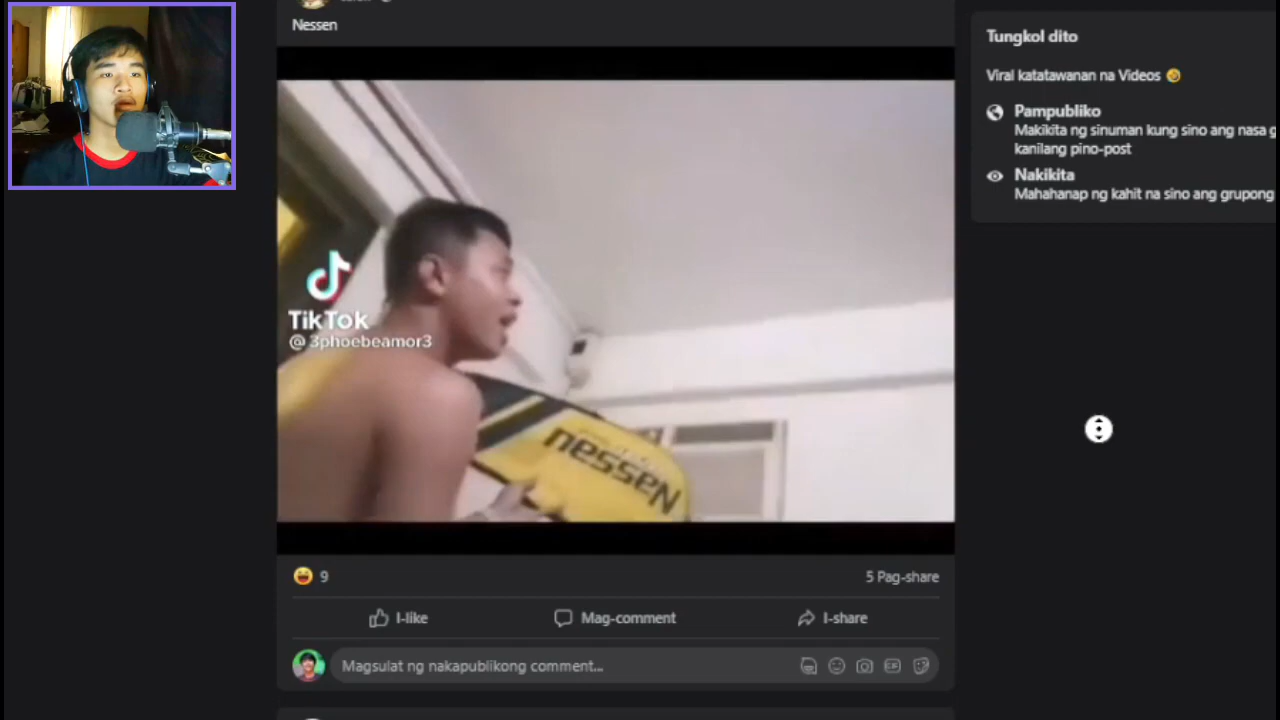 Nessen
TikTok
@3phoebeamor3
Nassau
9
5 Pag-share
I-like
Mag-comment
I-share
Magsulat ng nakapublikong comment...
GIF
Tungkol dito
Viral katatawanan na Videos
Pampubliko
Makikita ng sinuman kung sino ang nasa
kanilang pino-post
Nakikita
Mahahanap ng kahit na sino ang grupong